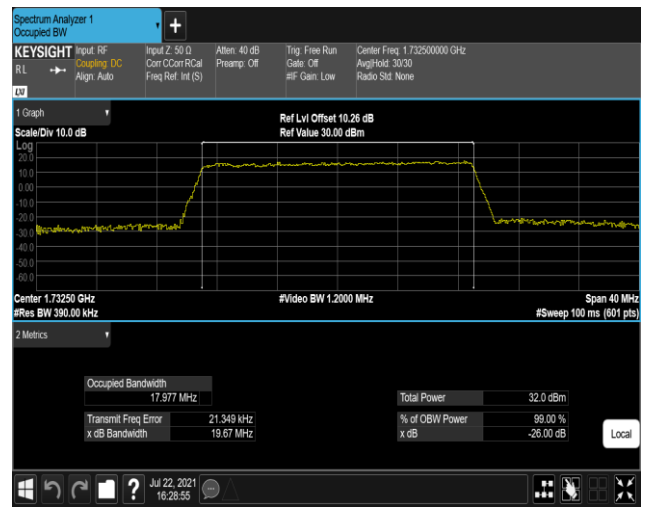 Spectrum Analyzer 1
Occupied BW
+
KEYSIGHT Input: RF Input Z: 50 Ω Atten: 40 dB Trig: Free Run Center Freq: 1.732500000 GHz
RL Coupling: DC Corr CCorr RCal Preamp: Off Gate: Off Avg|Hold: 30/30
Align: Auto Freq Ref: Int (S) #IF Gain: Low Radio Std: None
LXI
1 Graph Ref Lvl Offset 10.26 dB
Scale/Div 10.0 dB Ref Value 30.00 dBm
Log
20.0
10.0
0.00
-10.0
-20.0
-30.0
-40.0
-50.0
-60.0
Center 1.73250 GHz #Video BW 1.2000 MHz Span 40 MHz
#Res BW 390.00 kHz #Sweep 100 ms (601 pts)
2 Metrics
Occupied Bandwidth
17.977 MHz Total Power 32.0 dBm
Transmit Freq Error 21.349 kHz % of OBW Power 99.00 %
x dB Bandwidth 19.67 MHz x dB -26.00 dB
Local
? Jul 22, 2021
16:28:55